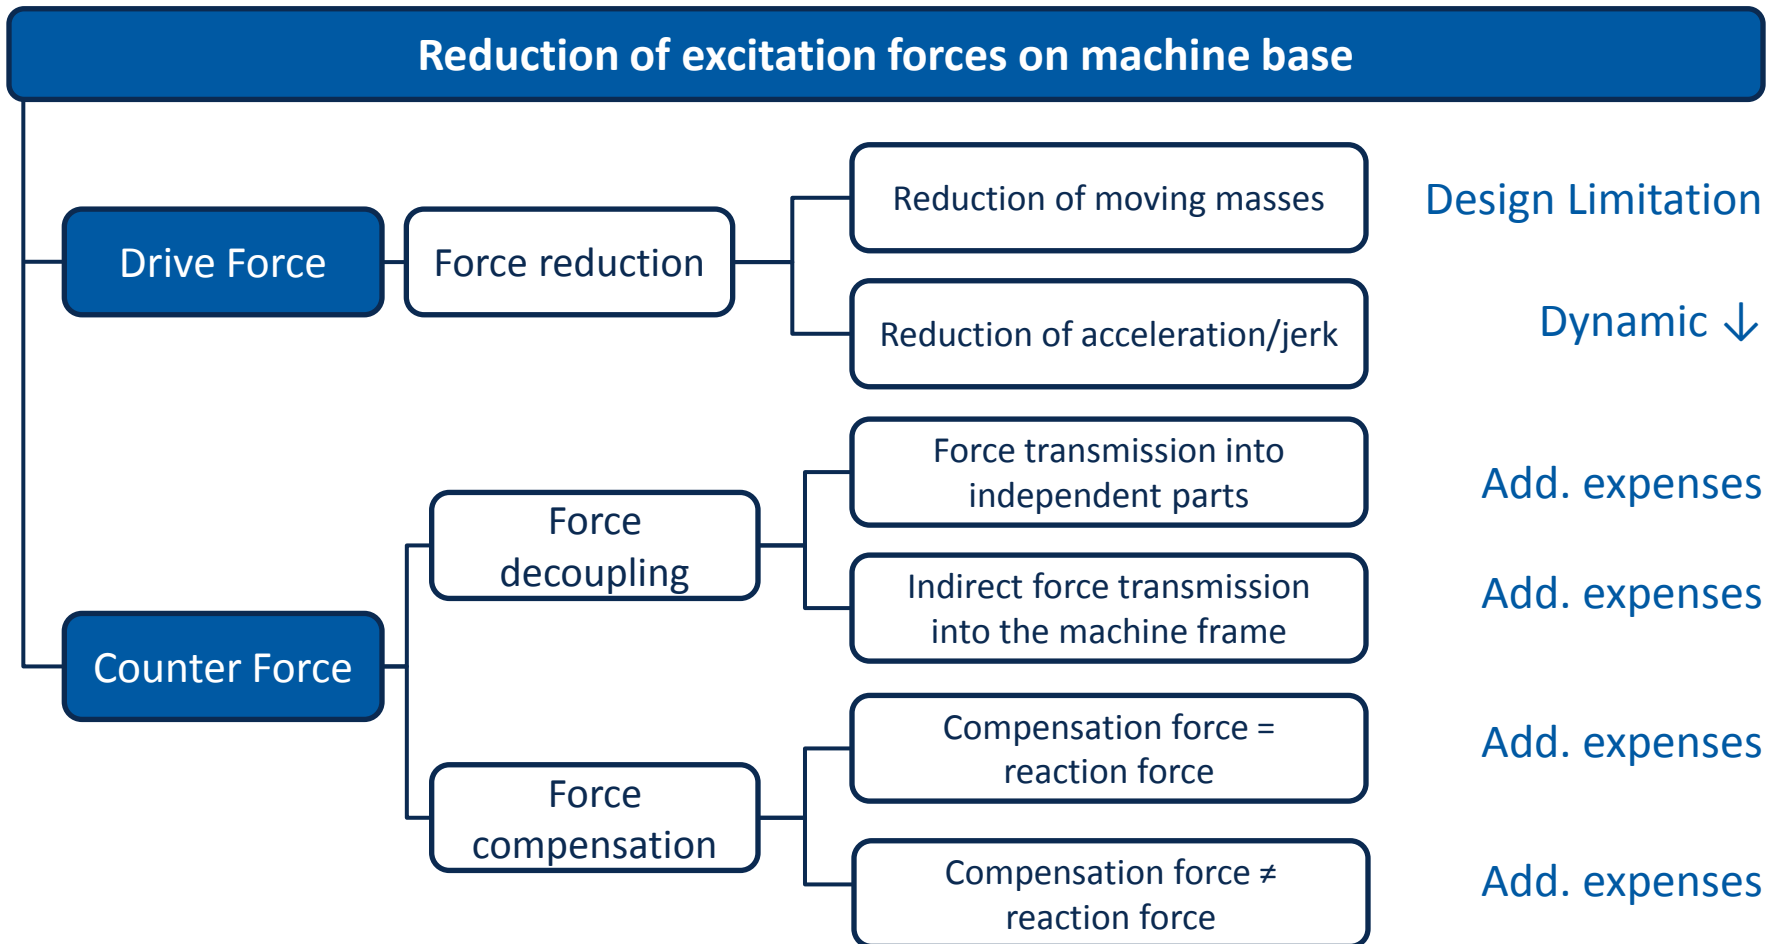 Reduction of excitation forces on machine base
Drive Force
Force reduction
Reduction of moving masses
Design Limitation
Reduction of acceleration/jerk
Dynamic ↓
Counter Force
Force
decoupling
Force transmission into
independent parts
Add. expenses
Indirect force transmission
into the machine frame
Add. expenses
Force
compensation
Compensation force =
reaction force
Add. expenses
Compensation force ≠
reaction force
Add. expenses